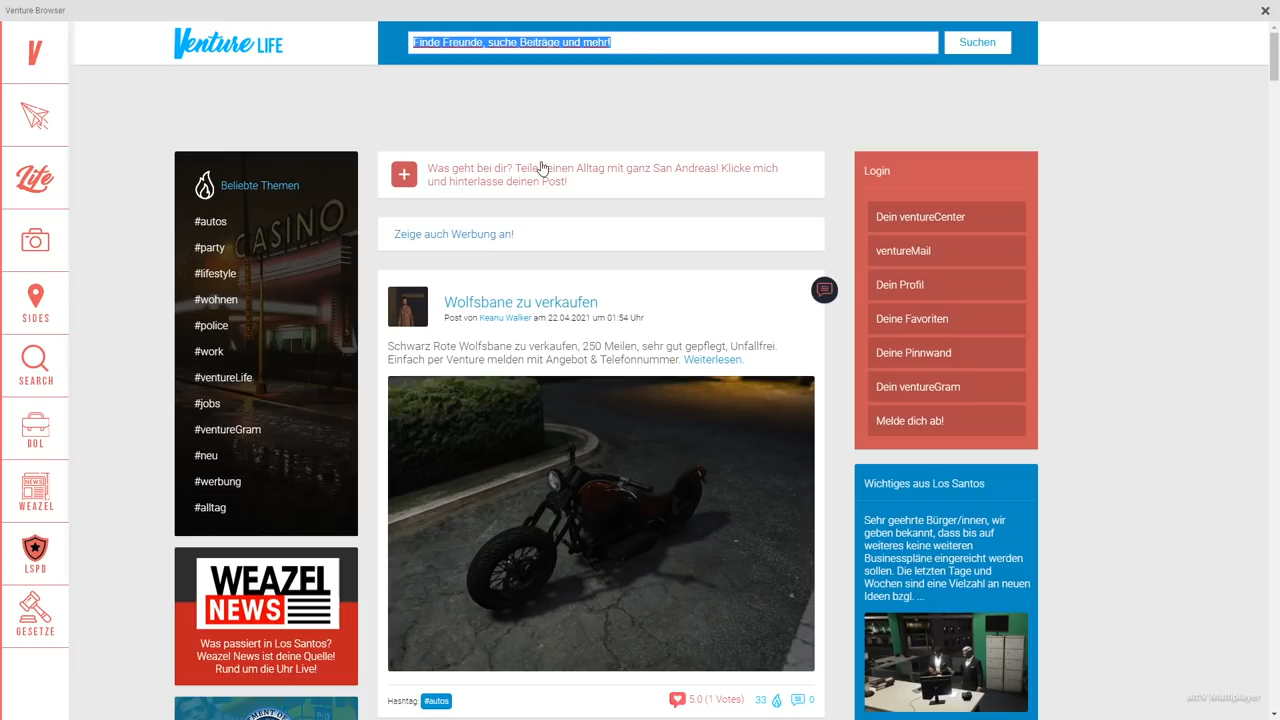 Venture Browser
Venture LIFE
Finde Freunde, suche Beiträge und mehr!
Suchen
V
Life
SIDES
SEARCH
DOL
NEWS
WEAZEL
LSPD
GESETZE
Beliebte Themen
#autos
#party
#lifestyle
#wohnen
#police
#work
#ventureLife
#jobs
#ventureGram
#neu
#werbung
#alltag
CASINO
WEAZEL
NEWS
Was passiert in Los Santos?
Weazel News ist deine Quelle!
Rund um die Uhr Live!
Was geht bei dir? Teile deinen Alltag mit ganz San Andreas! Klicke mich
und hinterlasse deinen Post!
Zeige auch Werbung an!
Wolfsbane zu verkaufen
Post von Keanu Walker am 22.04.2021 um 01:54 Uhr
Schwarz Rote Wolfsbane zu verkaufen, 250 Meilen, sehr gut gepflegt, Unfallfrei.
Einfach per Venture melden mit Angebot & Telefonnummer. Weiterlesen.
Hashtag: #autos
5.0 (1 Votes)
33
0
Login
Dein ventureCenter
ventureMail
Dein Profil
Deine Favoriten
Deine Pinnwand
Dein ventureGram
Melde dich ab!
Wichtiges aus Los Santos
Sehr geehrte Bürger/innen, wir
geben bekannt, dass bis auf
weiteres keine weiteren
Businesspläne eingereicht werden
sollen. Die letzten Tage und
Wochen sind eine Vielzahl an neuen
Ideen bzgl. ...
alt:V Multiplayer